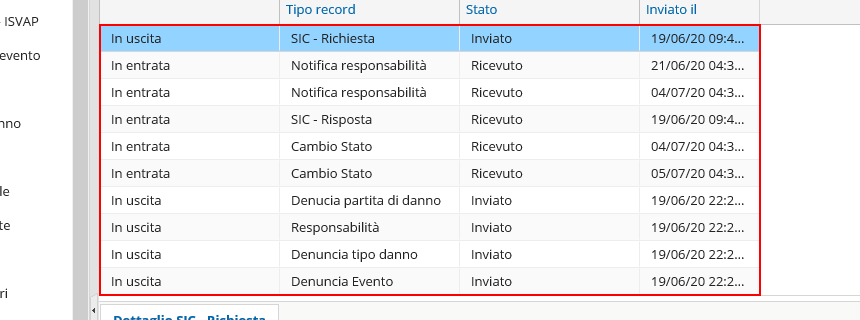 Tipo record Stato Inviato il
- ISVAP
In uscita SIC - Richiesta Inviato 19/06/20 09:4...
evento
In entrata Notifica responsabilità Ricevuto 21/06/20 04:3...
In entrata Notifica responsabilità Ricevuto 04/07/20 04:3...
nno
In entrata SIC - Risposta Ricevuto 19/06/20 09:4...
In entrata Cambio Stato Ricevuto 04/07/20 04:3...
In entrata Cambio Stato Ricevuto 05/07/20 04:3...
le
In uscita Denucia partita di danno Inviato 19/06/20 22:2...
te
In uscita Responsabilità Inviato 19/06/20 22:2...
In uscita Denuncia tipo danno Inviato 19/06/20 22:2...
In uscita Denuncia Evento Inviato 19/06/20 22:2...
ri
Dettaglio SIC - Richiesta